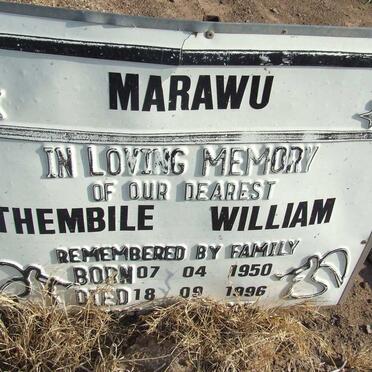 MARAWU
IN LOVING MEMORY
OF OUR DEAREST
THEMBILE WILLIAM
REMEMBERED BY FAMILY
BORN 07 04 1950
DIED 18 09 1996